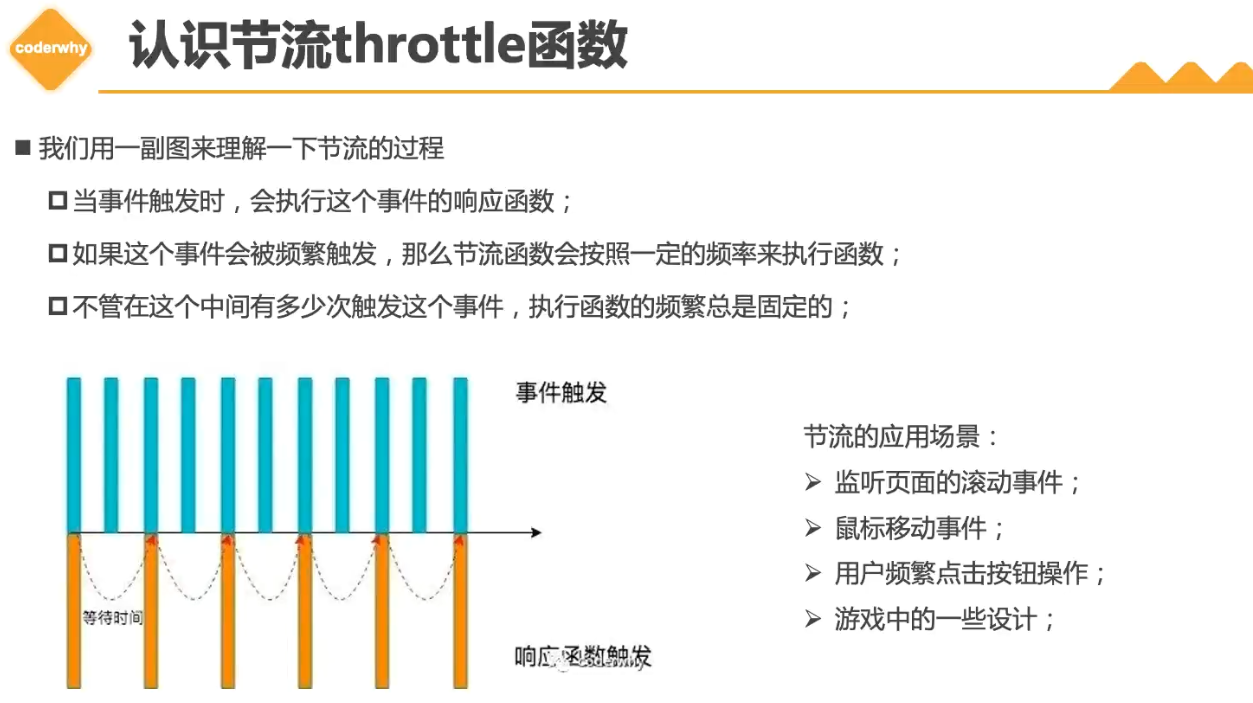 coderwhy
认识节流throttle函数
我们用一副图来理解一下节流的过程
当事件触发时，会执行这个事件的响应函数；
如果这个事件会被频繁触发，那么节流函数会按照一定的频率来执行函数；
不管在这个中间有多少次触发这个事件，执行函数的频繁总是固定的；
事件触发
等待时间
响应函数触发
coderwhy
节流的应用场景：
监听页面的滚动事件；
鼠标移动事件；
用户频繁点击按钮操作；
游戏中的一些设计；